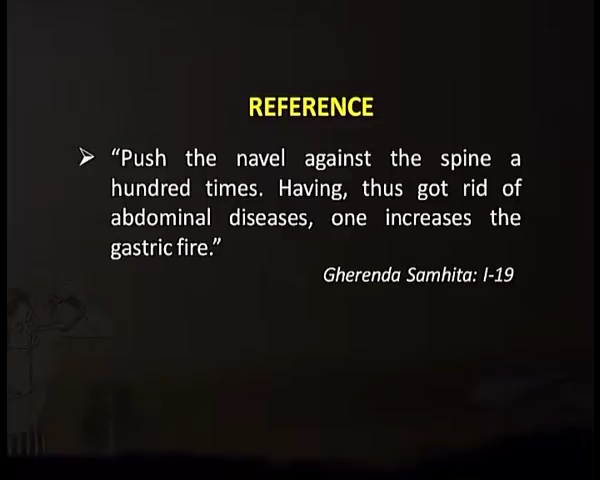 REFERENCE
➢ “Push the navel against the spine a
hundred times. Having, thus got rid of
abdominal diseases, one increases the
gastric fire.”
Gherenda Samhita: I-19